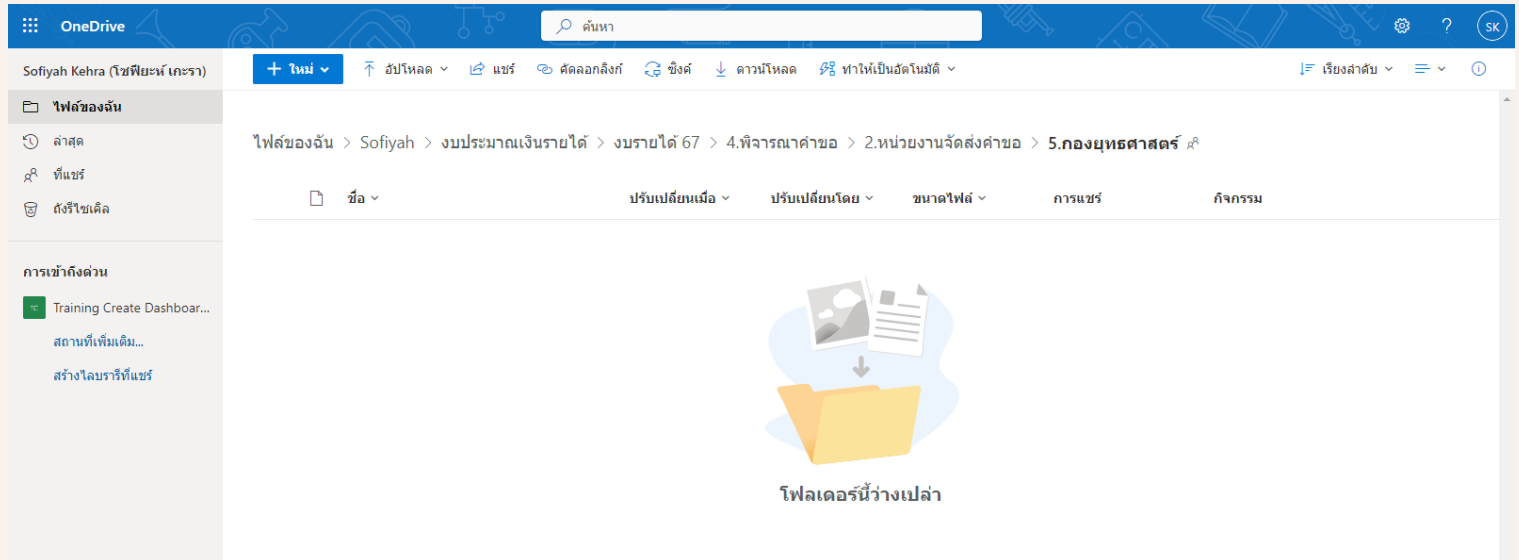 OneDrive
ค้นหา
SK
Sofiyah Kehra (โซฟียะห์ เกะรา)
+ ใหม่
อัปโหลด
แชร์
คัดลอกลิงก์
ซิงค์
ดาวน์โหลด
ทำให้เป็นอัตโนมัติ
เรียงลำดับ
ไฟล์ของฉัน
ล่าสุด
ที่แชร์
ถังรีไซเคิล
การเข้าถึงด่วน
Training Create Dashboar...
สถานที่เพิ่มเติม...
สร้างไลบรารีที่แชร์
ไฟล์ของฉัน > Sofiyah > งบประมาณเงินรายได้ > งบรายได้ 67 > 4.พิจารณาคำขอ > 2.หน่วยงานจัดส่งคำขอ > 5.กองยุทธศาสตร์
ชื่อ ปรับเปลี่ยนเมื่อ ปรับเปลี่ยนโดย ขนาดไฟล์ การแชร์ กิจกรรม
โฟลเดอร์นี้ว่างเปล่า